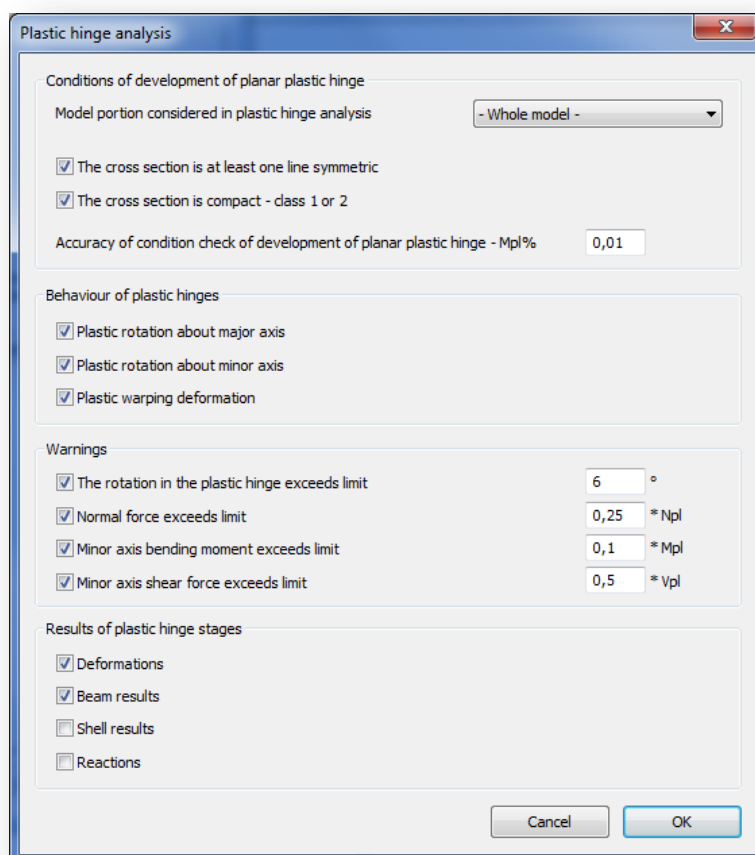 Plastic hinge analysis
Conditions of development of planar plastic hinge
Model portion considered in plastic hinge analysis - Whole model -
The cross section is at least one line symmetric
The cross section is compact - class 1 or 2
Accuracy of condition check of development of planar plastic hinge - Mpl% 0,01
Behaviour of plastic hinges
Plastic rotation about major axis
Plastic rotation about minor axis
Plastic warping deformation
Warnings
The rotation in the plastic hinge exceeds limit 6 °
Normal force exceeds limit 0,25 * Npl
Minor axis bending moment exceeds limit 0,1 * Mpl
Minor axis shear force exceeds limit 0,5 * Vpl
Results of plastic hinge stages
Deformations
Beam results
Shell results
Reactions
Cancel OK